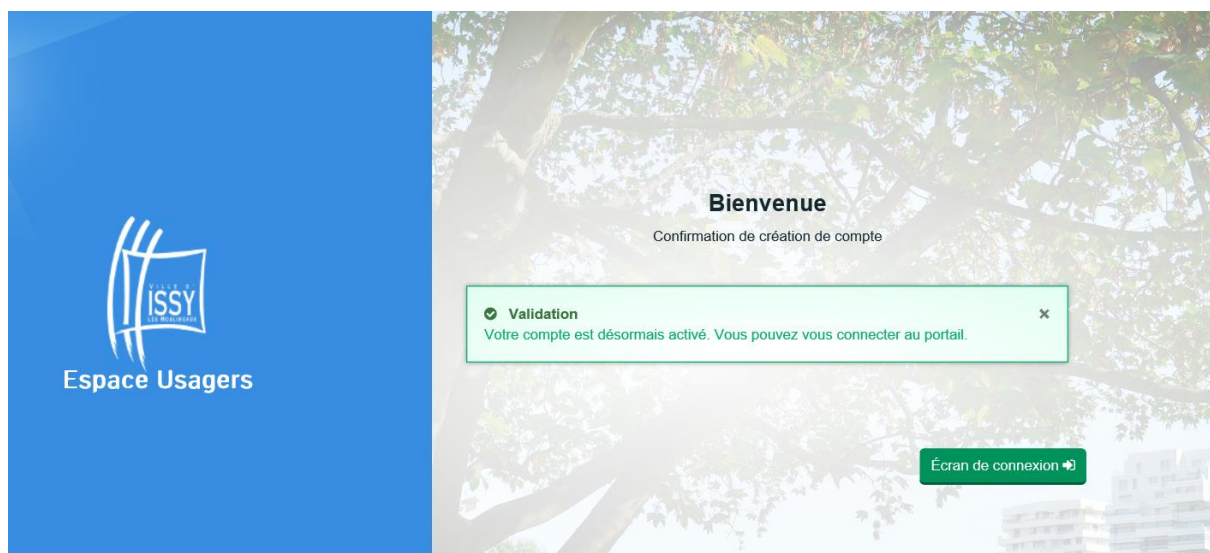 VILLE D'
ISSY
LES MOULINEAUX
Espace Usagers
Bienvenue
Confirmation de création de compte
Validation
Votre compte est désormais activé. Vous pouvez vous connecter au portail.
Écran de connexion